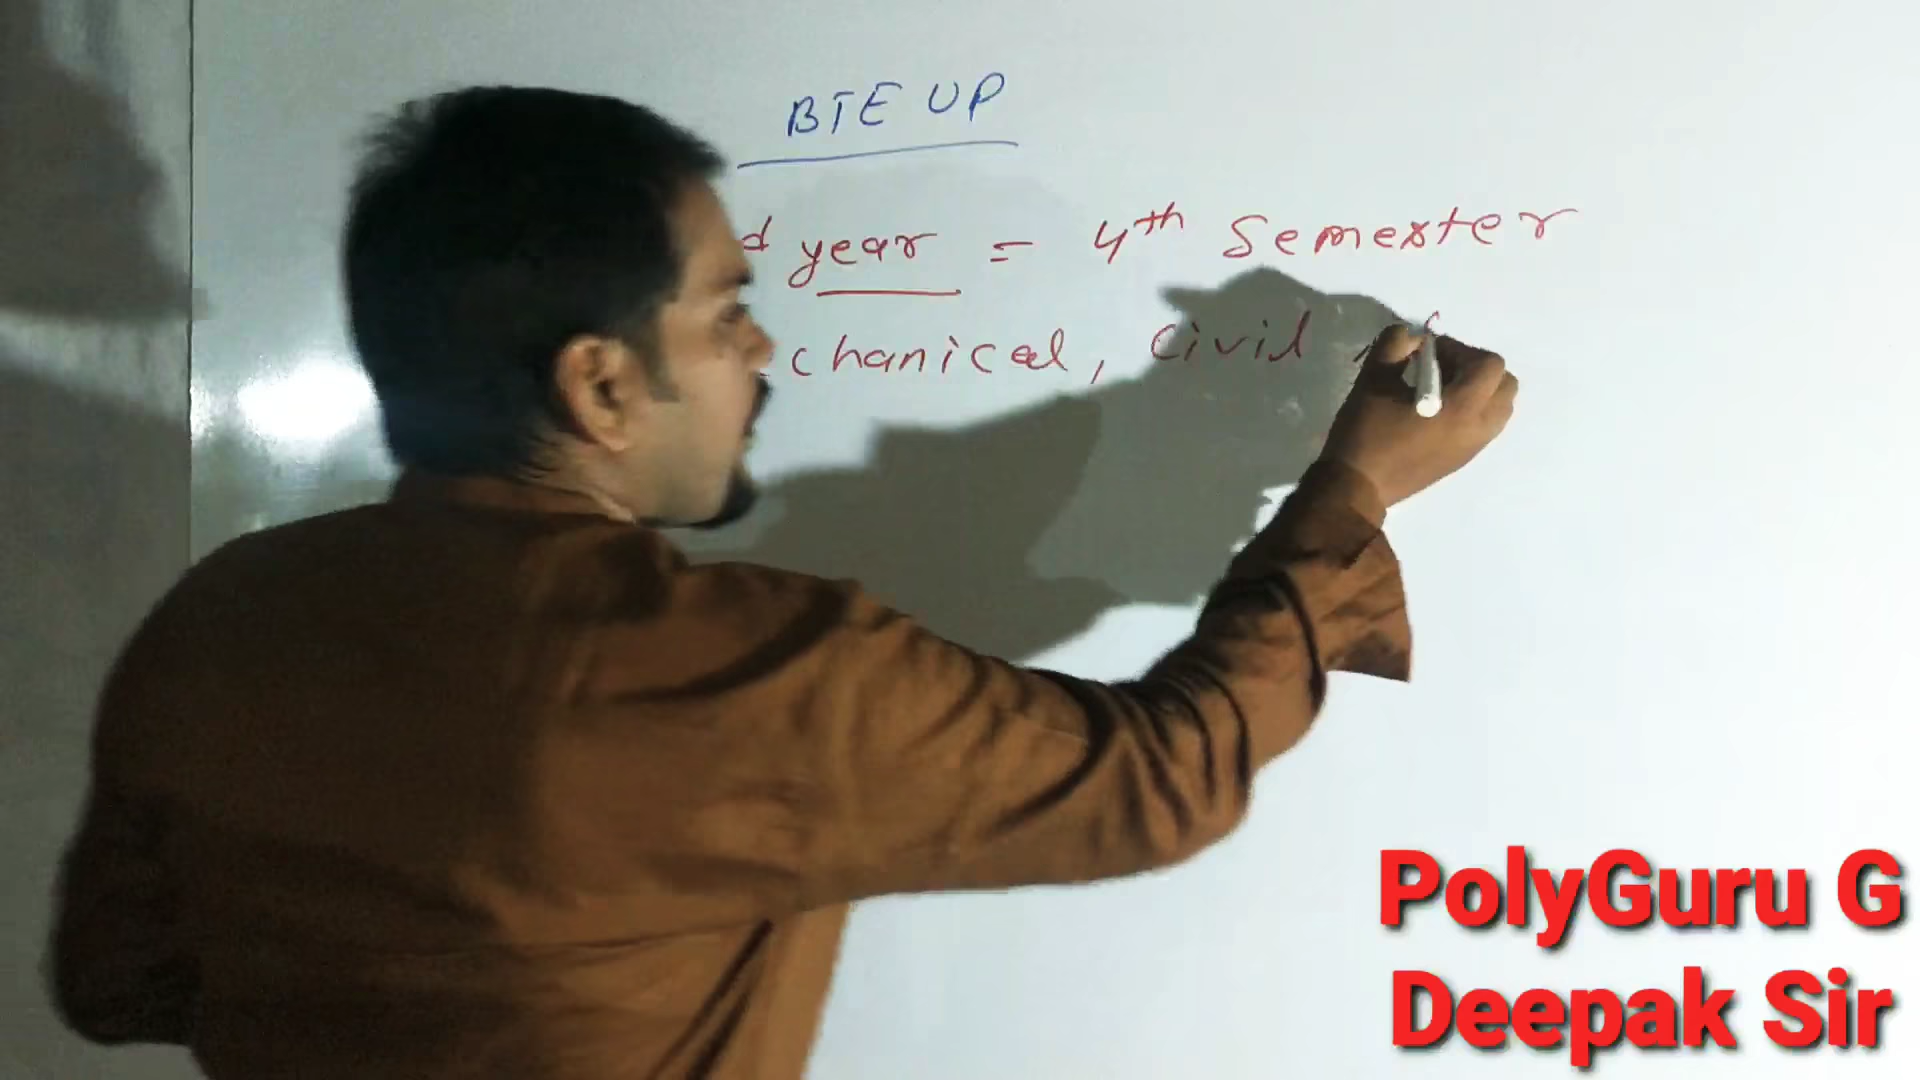 BTE UP
year = 4th Semester
chanical, Civil
PolyGuru G
Deepak Sir